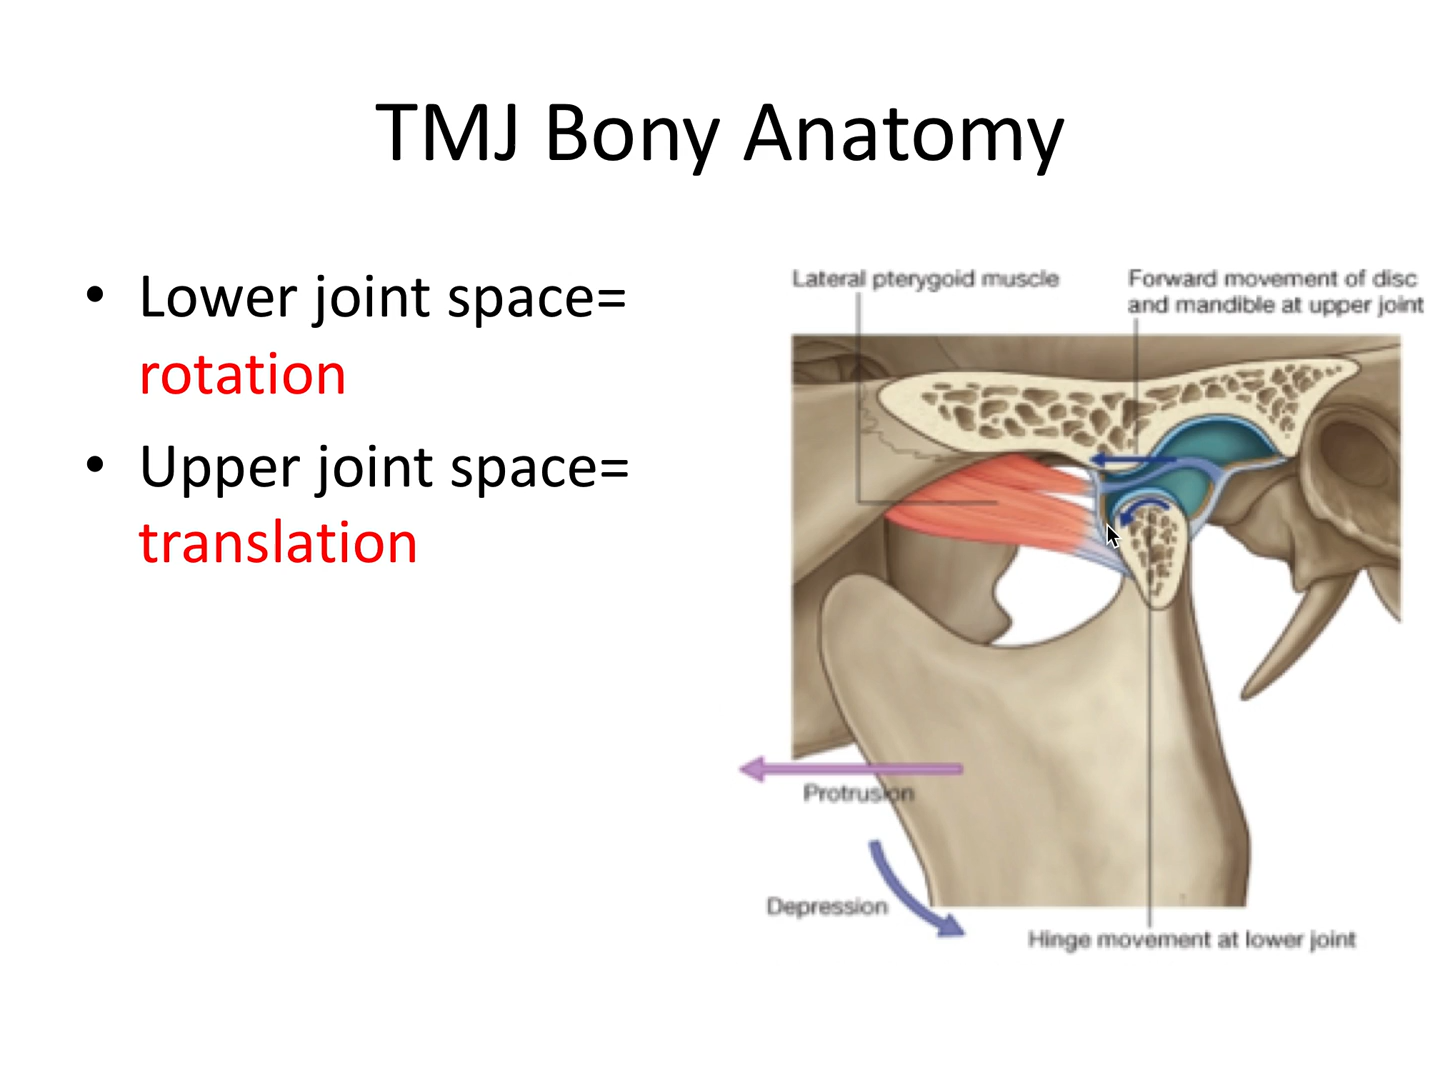 TMJ Bony Anatomy
• Lower joint space=
rotation
• Upper joint space=
translation
Lateral pterygoid muscle
Forward movement of disc
and mandible at upper joint
Protrusion
Depression
Hinge movement at lower joint